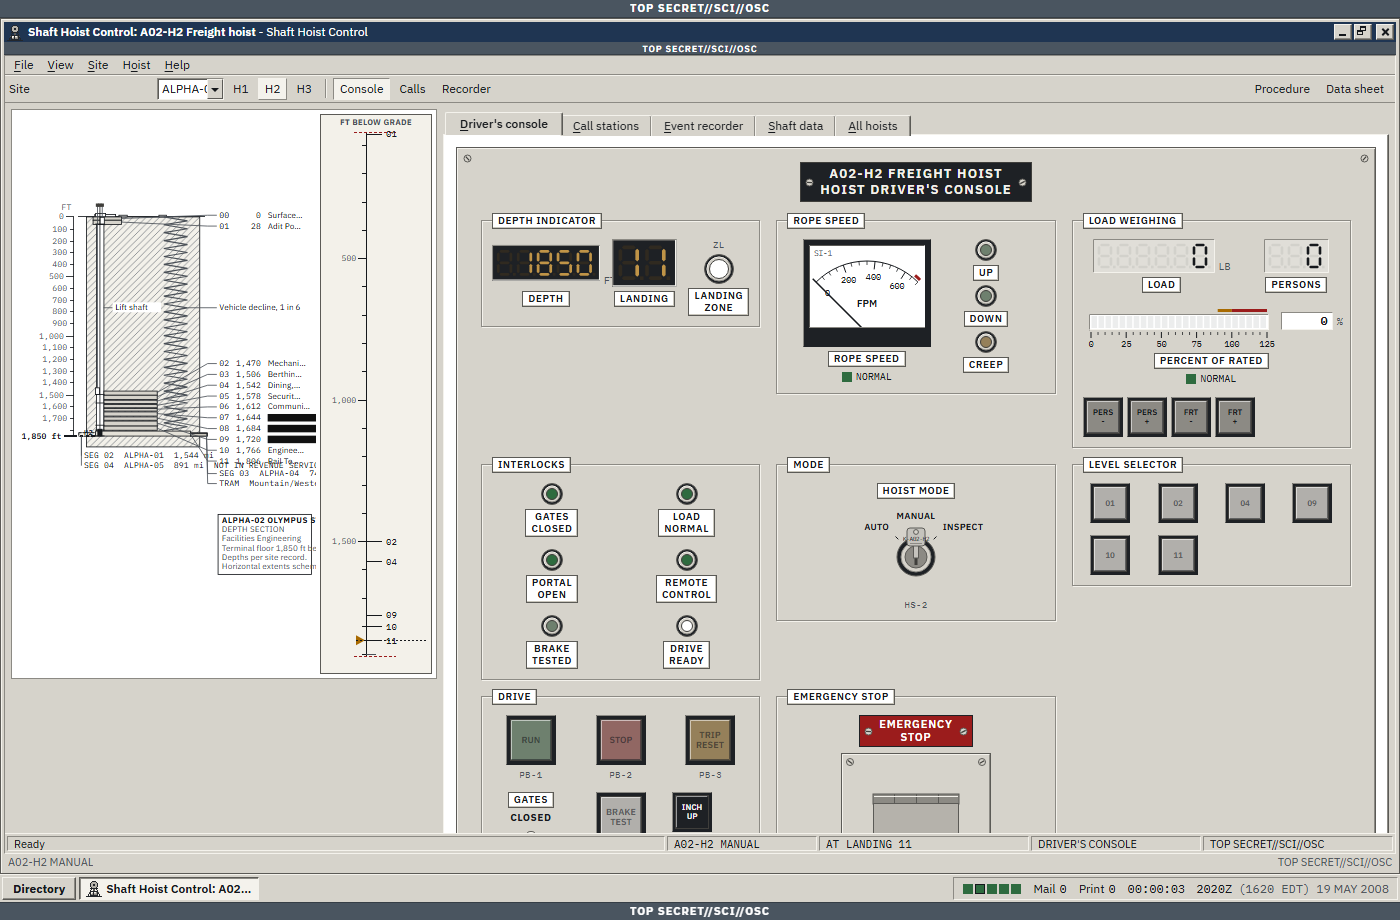 TOP SECRET//SCI//OSC
Shaft Hoist Control: A02-H2 Freight hoist - Shaft Hoist Control
TOP SECRET//SCI//OSC
File View Site Hoist Help
Site ALPHA-0 H1 H2 H3 Console Calls Recorder Procedure Data sheet
FT BELOW GRADE
01
500
1,000
1,500
02
04
09
10
11
FT
0
100
200
300
400
500
600
700
800
900
1,000
1,100
1,200
1,300
1,400
1,500
1,600
1,700
1,850 ft
Lift shaft
00 0 Surface...
01 28 Adit Po...
Vehicle decline, 1 in 6
02 1,470 Mechani...
03 1,506 Berthin...
04 1,542 Dining,...
05 1,578 Securit...
06 1,612 Communi...
07 1,644
08 1,684
09 1,720
10 1,766 Enginee...
11 1,806 Rail Te...
SEG 02 ALPHA-01 1,544 mi
SEG 04 ALPHA-05 891 mi NOT IN REVENUE SERVIC
SEG 03 ALPHA-04 74
TRAM Mountain/West
ALPHA-02 OLYMPUS S
DEPTH SECTION
Facilities Engineering
Terminal floor 1,850 ft be
Depths per site record.
Horizontal extents schem
Driver's console Call stations Event recorder Shaft data All hoists
A02-H2 FREIGHT HOIST
HOIST DRIVER'S CONSOLE
DEPTH INDICATOR
1850 F 11
ZL
DEPTH LANDING
LANDING
ZONE
ROPE SPEED
SI-1
0 200 400 600
FPM
ROPE SPEED
NORMAL
UP
DOWN
CREEP
LOAD WEIGHING
0 LB 0
LOAD PERSONS
0 %
0 25 50 75 100 125
PERCENT OF RATED
NORMAL
PERS
-
PERS
+
FRT
-
FRT
+
INTERLOCKS
GATES
CLOSED
LOAD
NORMAL
PORTAL
OPEN
REMOTE
CONTROL
BRAKE
TESTED
DRIVE
READY
MODE
HOIST MODE
MANUAL
AUTO INSPECT
HS-2
LEVEL SELECTOR
01 02 04 09
10 11
DRIVE
RUN STOP
TRIP
RESET
PB-1 PB-2 PB-3
GATES
CLOSED
BRAKE
TEST
INCH
UP
EMERGENCY STOP
EMERGENCY
STOP
Ready A02-H2 MANUAL AT LANDING 11 DRIVER'S CONSOLE TOP SECRET//SCI//OSC
A02-H2 MANUAL TOP SECRET//SCI//OSC
Directory Shaft Hoist Control: A02... Mail 0 Print 0 00:00:03 2020Z (1620 EDT) 19 MAY 2008
TOP SECRET//SCI//OSC